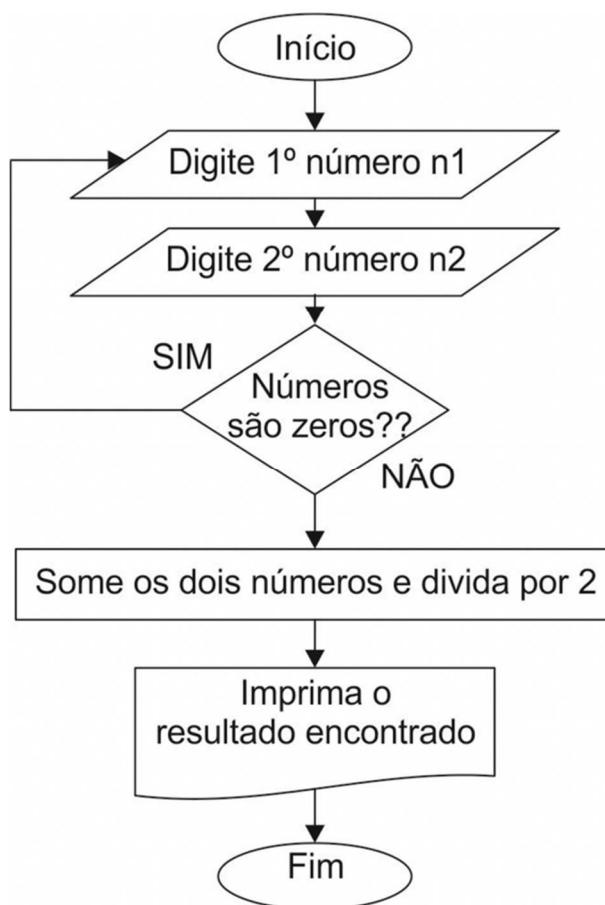 Início
Digite 1º número n1
Digite 2º número n2
SIM
Números
são zeros??
NÃO
Some os dois números e divida por 2
Imprima o
resultado encontrado
Fim